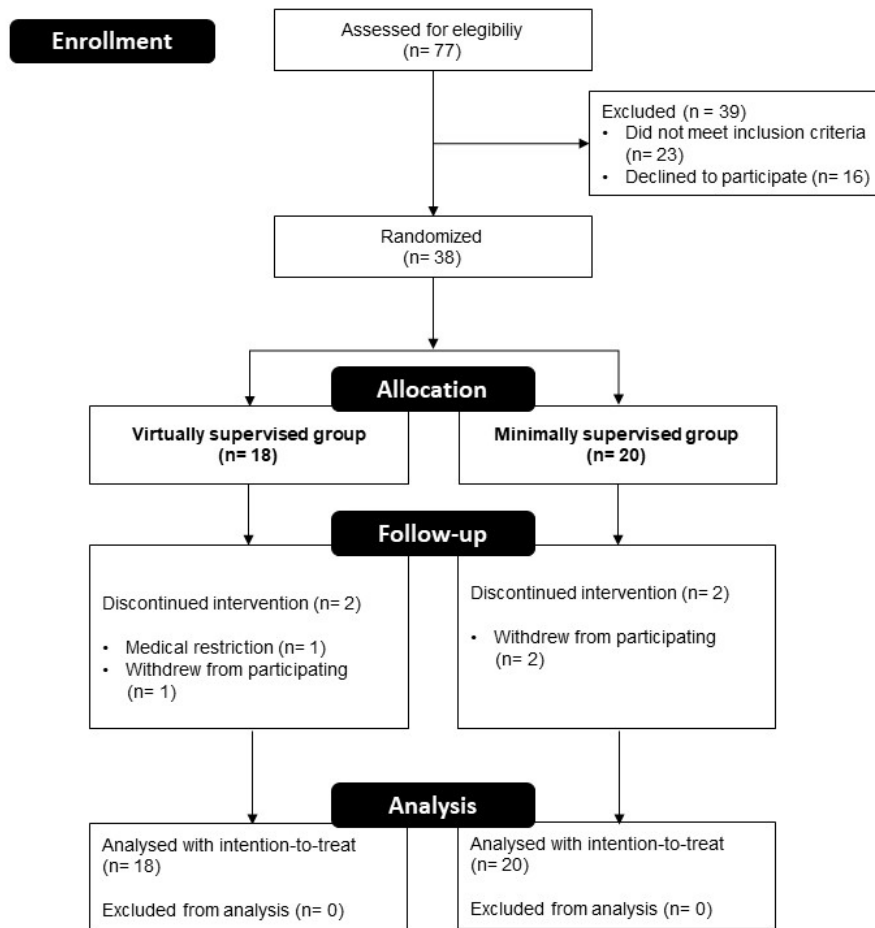 Enrollment
Assessed for elegibiliy
(n= 77)
Excluded (n = 39)
• Did not meet inclusion criteria
(n= 23)
• Declined to participate (n= 16)
Randomized
(n= 38)
Allocation
Virtually supervised group
(n= 18)
Minimally supervised group
(n= 20)
Follow-up
Discontinued intervention (n= 2)
• Medical restriction (n= 1)
• Withdrew from participating
(n= 1)
Discontinued intervention (n= 2)
• Withdrew from participating
(n= 2)
Analysis
Analysed with intention-to-treat
(n= 18)
Excluded from analysis (n= 0)
Analysed with intention-to-treat
(n= 20)
Excluded from analysis (n= 0)